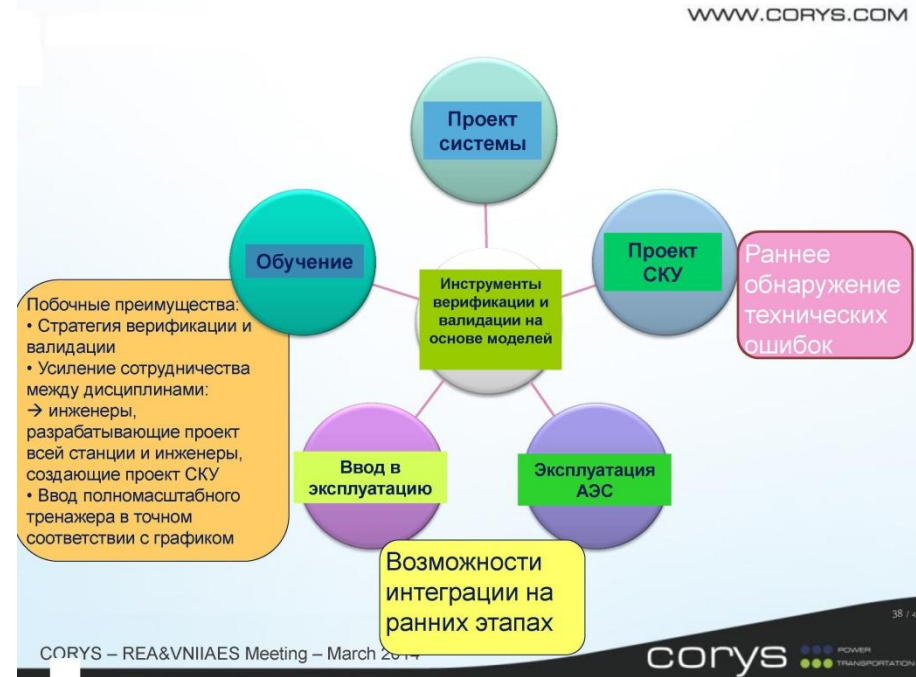 WWW.CORYS.COM
Проект
системы
Обучение
Проект
СКУ
Инструменты
верификации и
валидации на
основе моделей
Раннее
обнаружение
технических
ошибок
Побочные преимущества:
• Стратегия верификации и
валидации
• Усиление сотрудничества
между дисциплинами:
→ инженеры,
разрабатывающие проект
всей станции и инженеры,
создающие проект СКУ
• Ввод полномасштабного
тренажера в точном
соответствии с графиком
Ввод в
эксплуатацию
Эксплуатация
АЭС
Возможности
интеграции на
ранних этапах
38 /
CORYS – REA&VNIIAES Meeting – March
corys
POWER
TRANSPORTATION